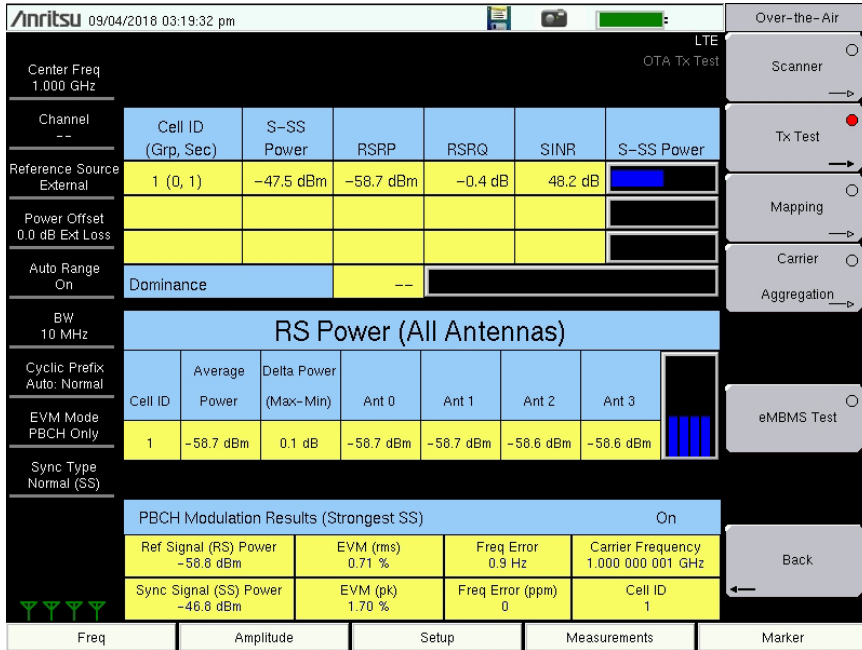 Anritsu 09/04/2018 03:19:32 pm
Over-the-Air
LTE
OTA Tx Test
Center Freq
1.000 GHz
Channel
--
Reference Source
External
Power Offset
0.0 dB Ext Loss
Auto Range
On
BW
10 MHz
Cyclic Prefix
Auto: Normal
EVM Mode
PBCH Only
Sync Type
Normal (SS)
Cell ID S-SS
(Grp, Sec) Power RSRP RSRQ SINR S-SS Power
1 (0, 1) -47.5 dBm -58.7 dBm -0.4 dB 48.2 dB
Dominance --
RS Power (All Antennas)
Average Delta Power
Cell ID Power (Max-Min) Ant 0 Ant 1 Ant 2 Ant 3
1 -58.7 dBm 0.1 dB -58.7 dBm -58.7 dBm -58.6 dBm -58.6 dBm
PBCH Modulation Results (Strongest SS) On
Ref Signal (RS) Power EVM (rms) Freq Error Carrier Frequency
-58.8 dBm 0.71 % 0.9 Hz 1.000 000 001 GHz
Sync Signal (SS) Power EVM (pk) Freq Error (ppm) Cell ID
-46.8 dBm 1.70 % 0 1
Scanner
Tx Test
Mapping
Carrier
Aggregation
eMBMS Test
Back
Freq Amplitude Setup Measurements Marker